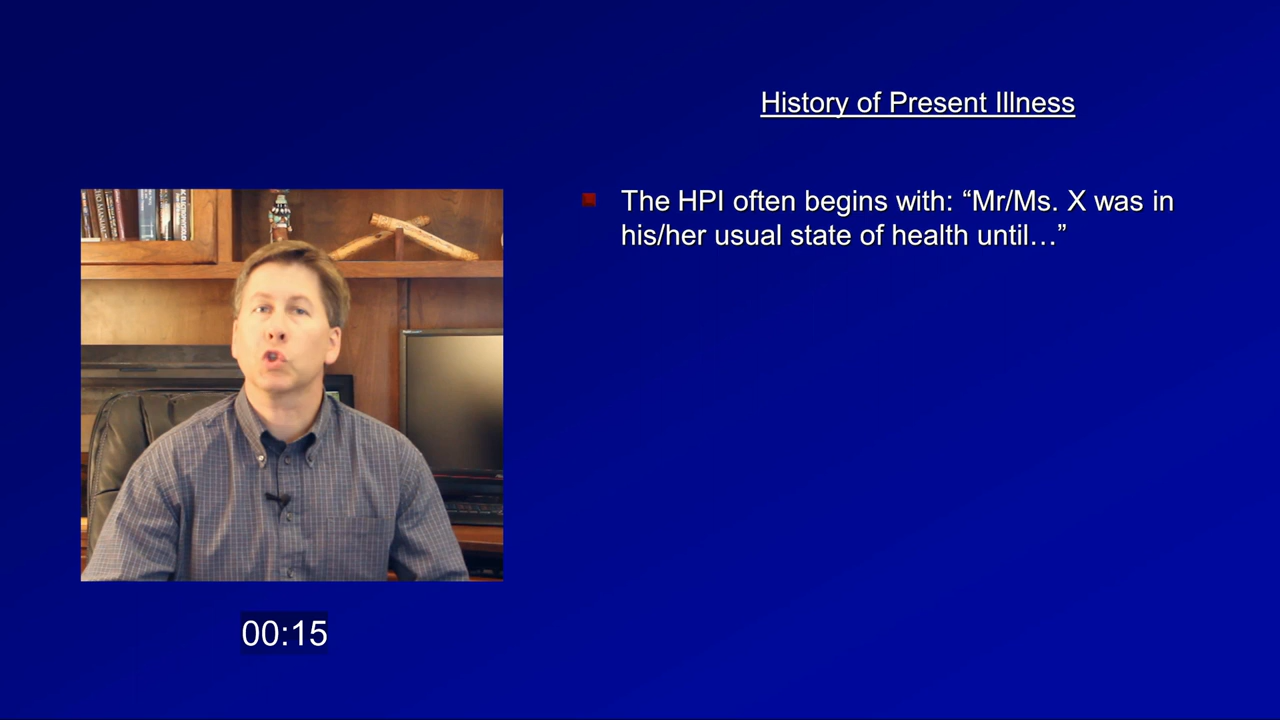 History of Present Illness
The HPI often begins with: “Mr/Ms. X was in
his/her usual state of health until…”
00:15